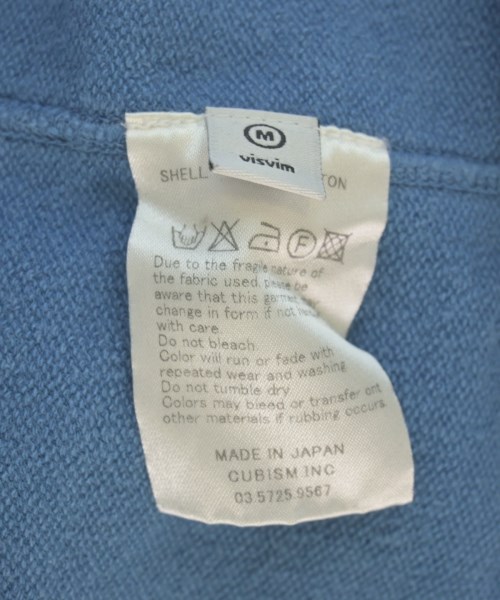 M
visvim
SHELL TON
F
Due to the fragile nature of
the fabric used, please be
aware that this garment may
change in form if not
with care.
Do not bleach.
Color will run or fade with
repeated wear and washing
Do not tumble dry
Colors may bleed or transfer ont
other materials if rubbing occurs.
MADE IN JAPAN
CUBISM INC
03.5725.9567